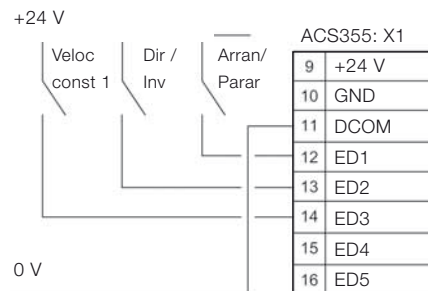 +24 V
Veloc
const 1
Dir /
Inv
Arran/
Parar
ACS355: X1
9 +24 V
10 GND
11 DCOM
12 ED1
13 ED2
14 ED3
15 ED4
16 ED5
0 V